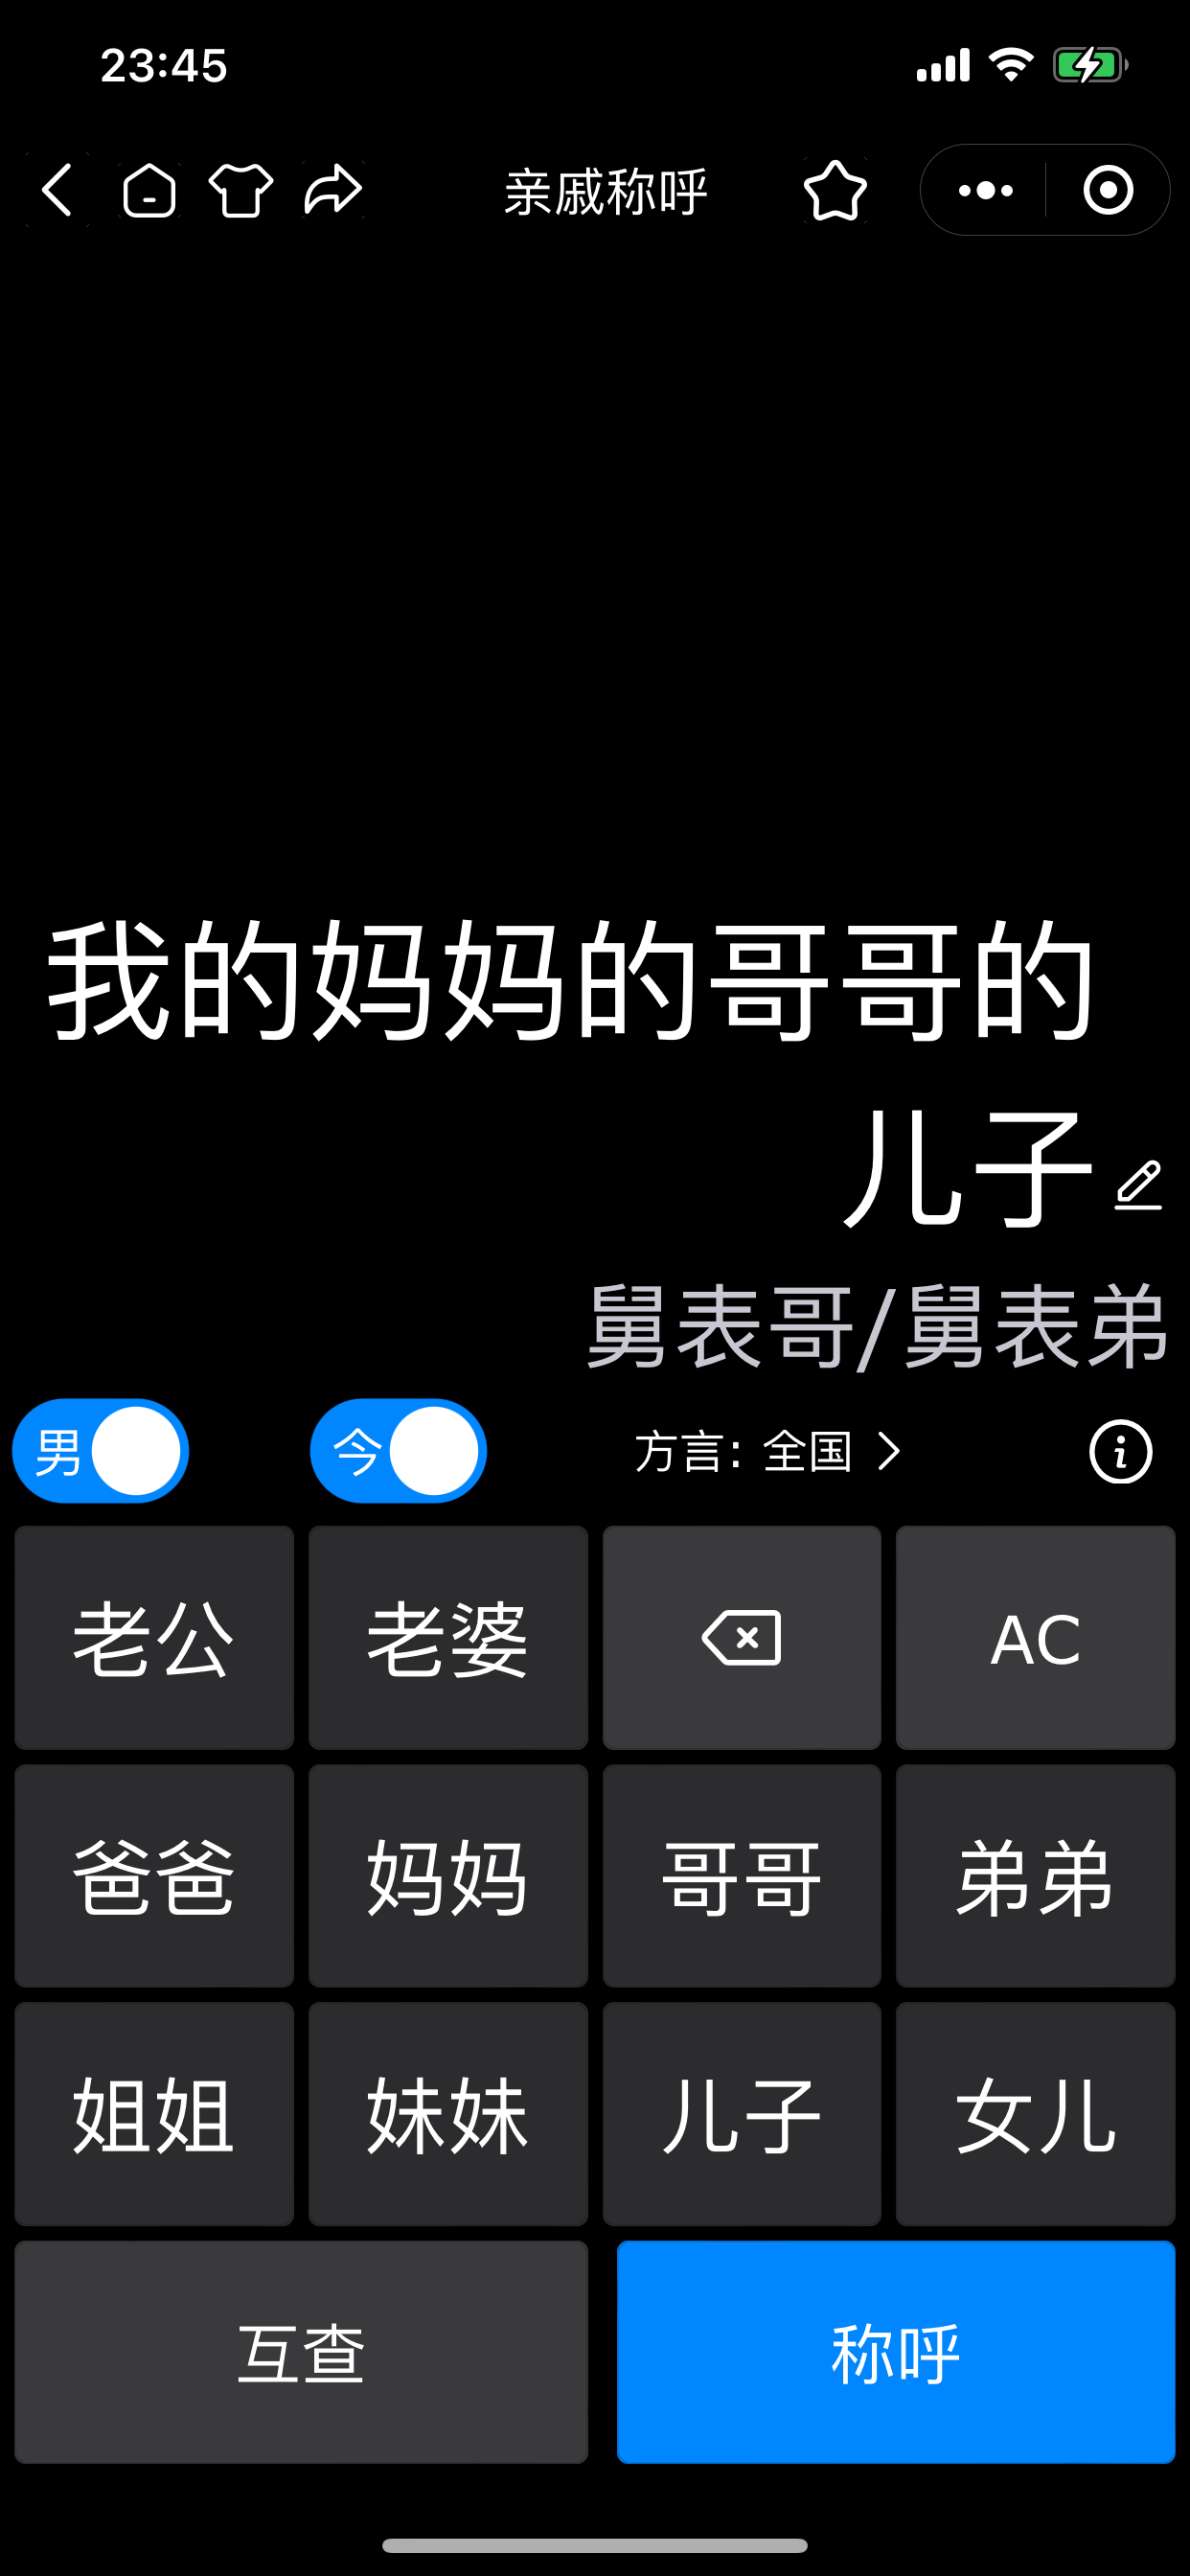 23:45
亲戚称呼
我的妈妈的哥哥的
儿子
舅表哥/舅表弟
男 今 方言: 全国
老公 老婆 AC
爸爸 妈妈 哥哥 弟弟
姐姐 妹妹 儿子 女儿
互查 称呼